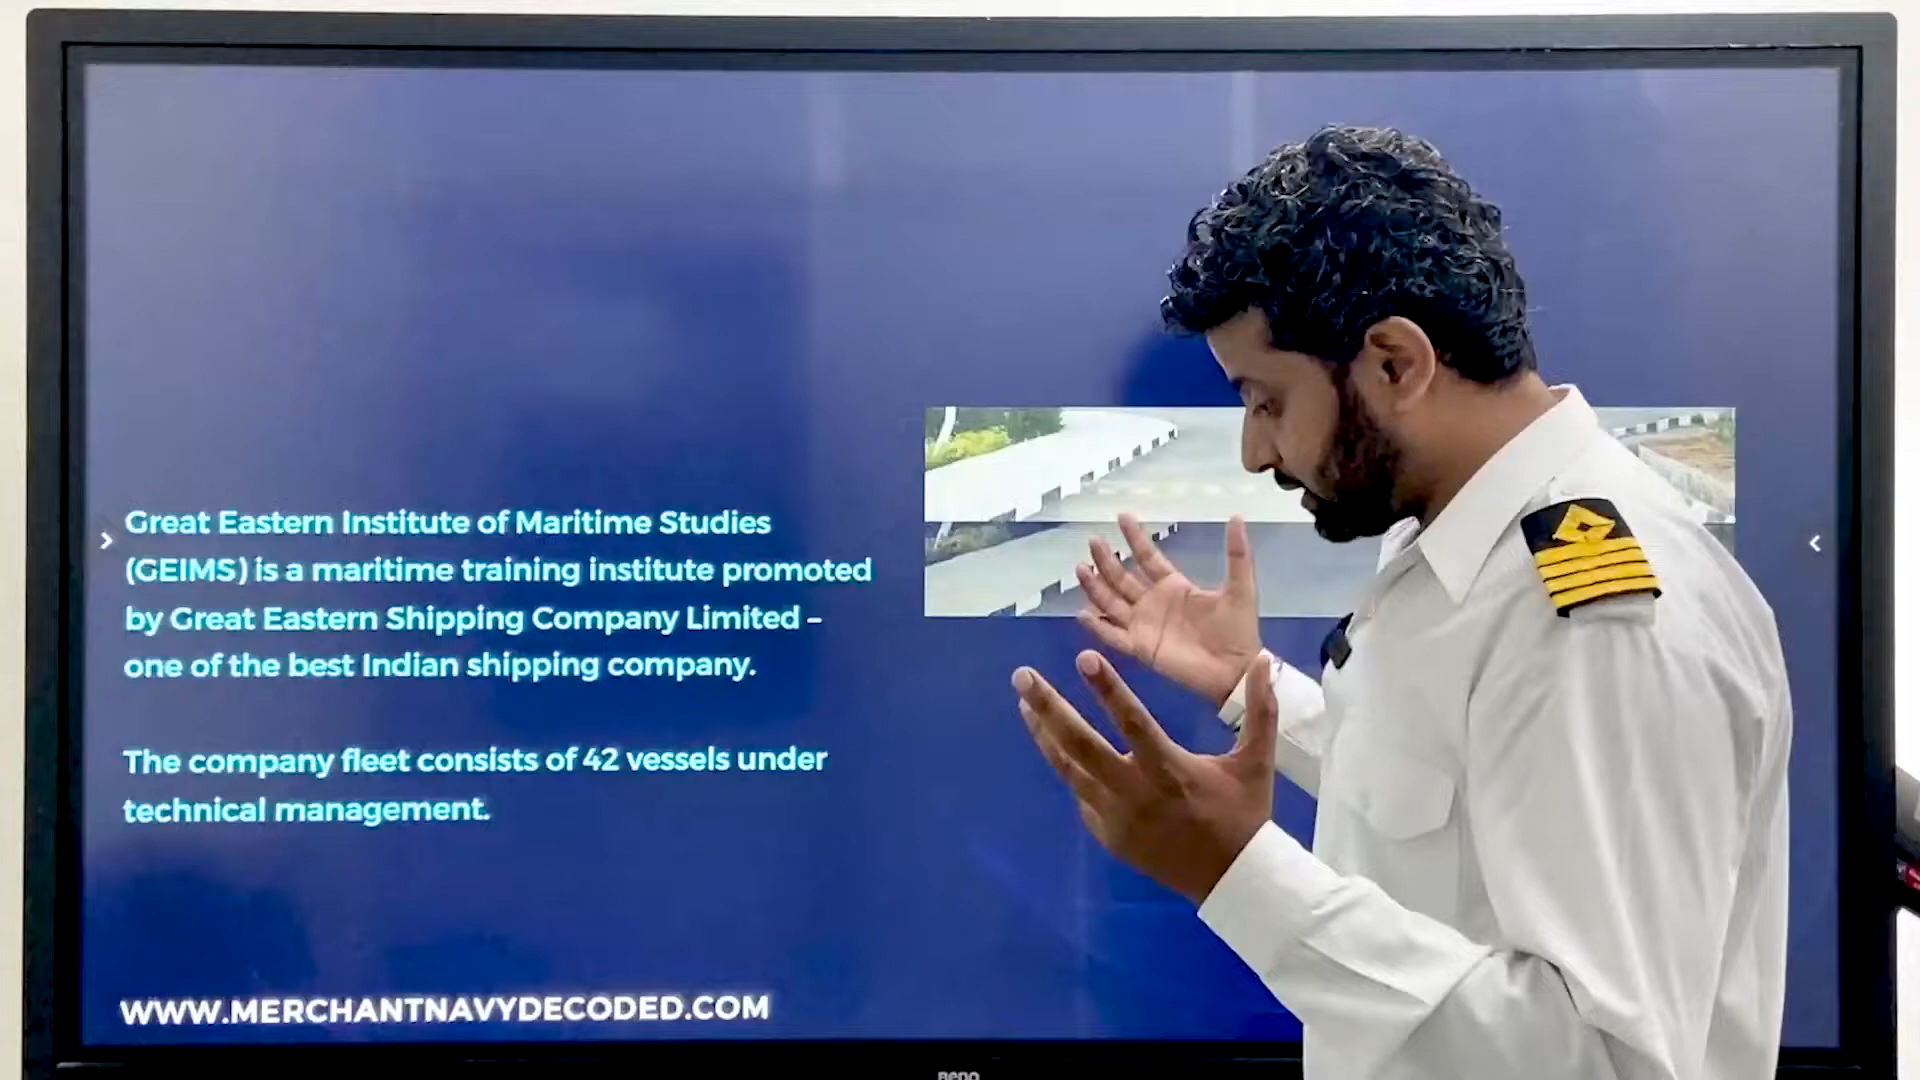 Great Eastern Institute of Maritime Studies
(GEIMS) is a maritime training institute promoted
by Great Eastern Shipping Company Limited –
one of the best Indian shipping company.
The company fleet consists of 42 vessels under
technical management.
WWW.MERCHANTNAVYDECODED.COM
BenQ